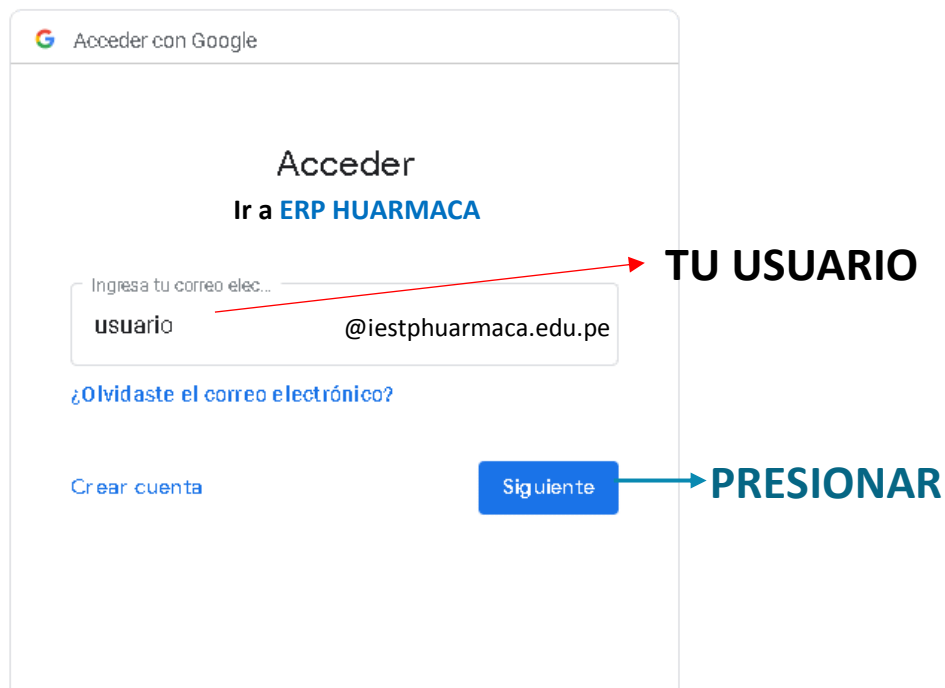 Acceder con Google
Acceder
Ir a ERP HUARMACA
TU USUARIO
Ingresa tu correo elec...
usuario @iestphuarmaca.edu.pe
¿Olvidaste el correo electrónico?
Crear cuenta Siguiente PRESIONAR